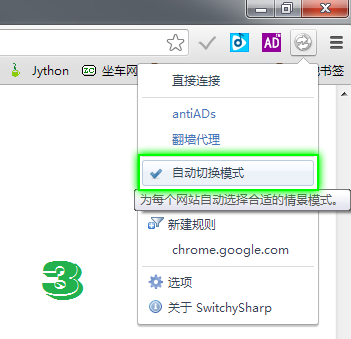 AD
Jython
坐车网
书签
直接连接
antiADs
翻墙代理
自动切换模式
为每个网站自动选择合适的情景模式。
新建规则
chrome.google.com
选项
关于 SwitchySharp
3